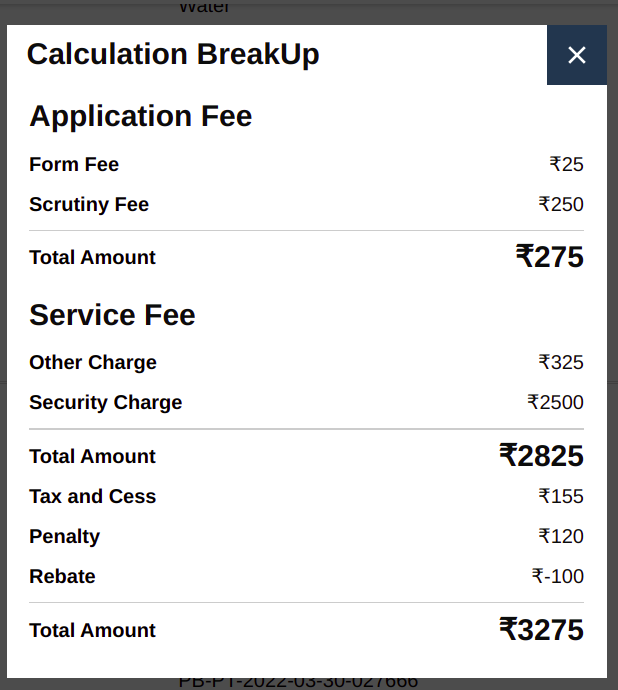 Water
Calculation BreakUp
Application Fee
Form Fee ₹25
Scrutiny Fee ₹250
Total Amount ₹275
Service Fee
Other Charge ₹325
Security Charge ₹2500
Total Amount ₹2825
Tax and Cess ₹155
Penalty ₹120
Rebate ₹-100
Total Amount ₹3275
PB-PT-2022-03-30-027666